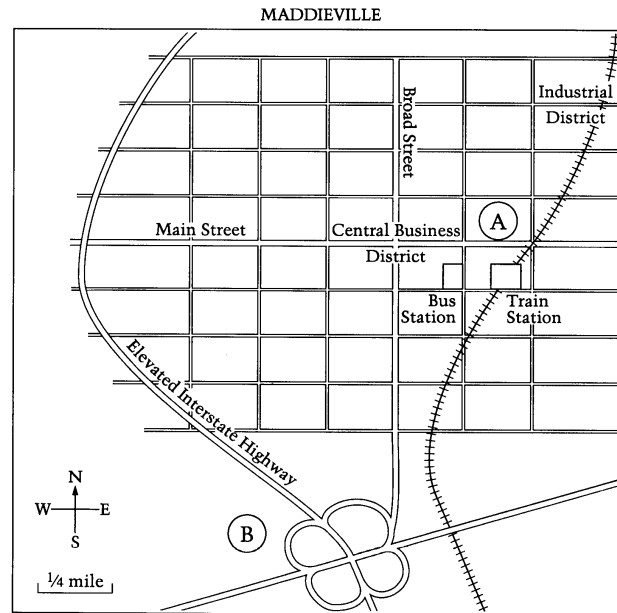 MADDIEVILLE
Industrial
District
Broad Street
A
Main Street
Central Business
District
Bus
Station
Train
Station
Elevated Interstate Highway
N
W E
S
B
1/4 mile